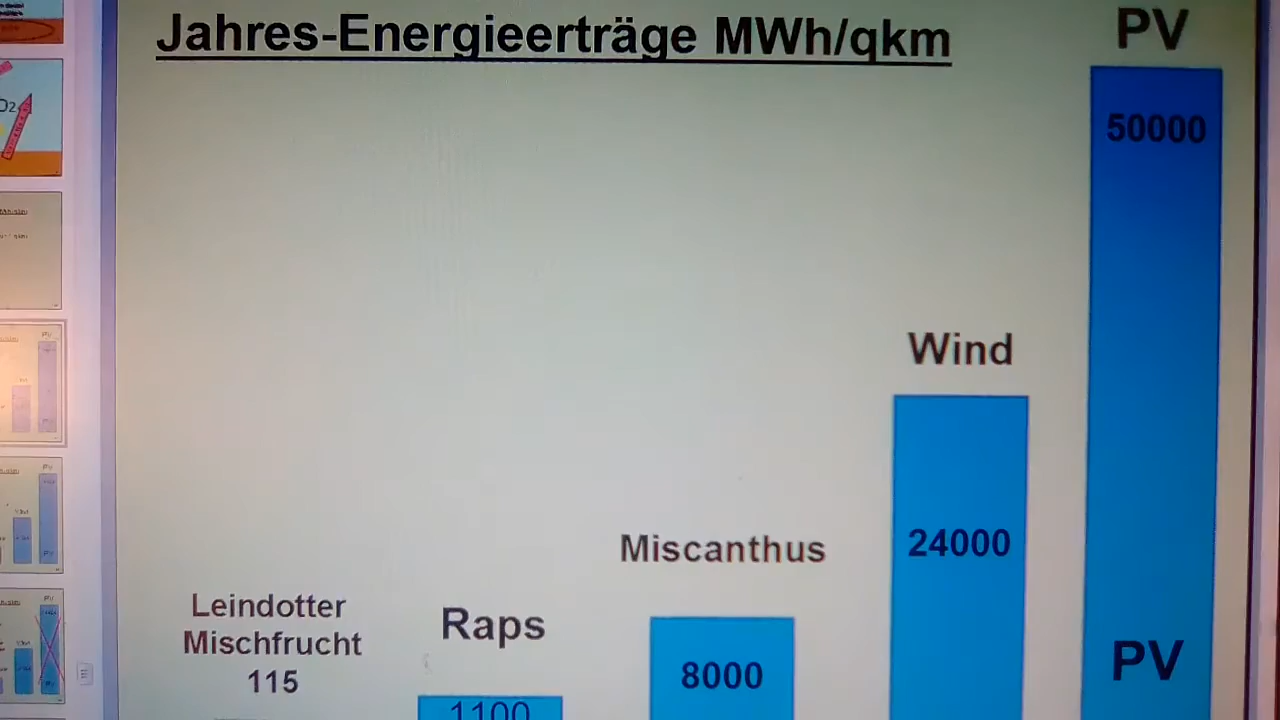 Jahres-Energieerträge MWh/qkm
PV
50000
Wind
24000
Miscanthus
8000
Raps
1100
Leindotter
Mischfrucht
115
PV